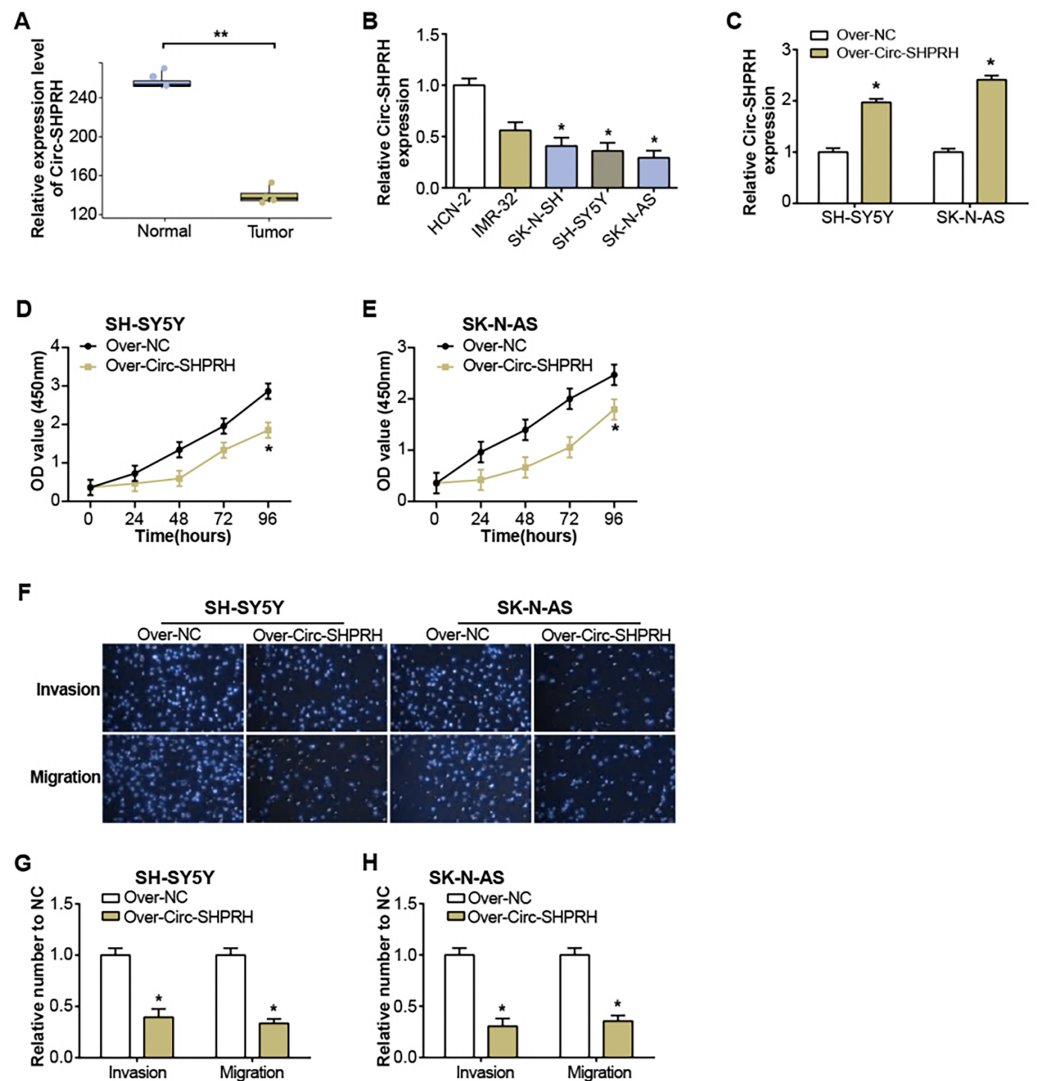 A
Relative expression level
of Circ-SHPRH
240
200
160
120
**
Normal
Tumor
B
Relative Circ-SHPRH
expression
1.5
1.0
0.5
0.0
*
*
*
HCN-2
IMR-32
SK-N-SH
SH-SY5Y
SK-N-AS
C
Over-NC
Over-Circ-SHPRH
Relative Circ-SHPRH
expression
3
2
1
0
*
*
SH-SY5Y
SK-N-AS
D
SH-SY5Y
Over-NC
Over-Circ-SHPRH
OD value (450nm)
4
3
2
1
0
*
0
24
48
72
96
Time(hours)
E
SK-N-AS
Over-NC
Over-Circ-SHPRH
OD value (450nm)
3
2
1
0
*
0
24
48
72
96
Time(hours)
F
SH-SY5Y
SK-N-AS
Over-NC
Over-Circ-SHPRH
Over-NC
Over-Circ-SHPRH
Invasion
Migration
G
SH-SY5Y
Over-NC
Over-Circ-SHPRH
Relative number to NC
1.5
1.0
0.5
0.0
*
*
Invasion
Migration
H
SK-N-AS
Over-NC
Over-Circ-SHPRH
Relative number to NC
1.5
1.0
0.5
0.0
*
*
Invasion
Migration